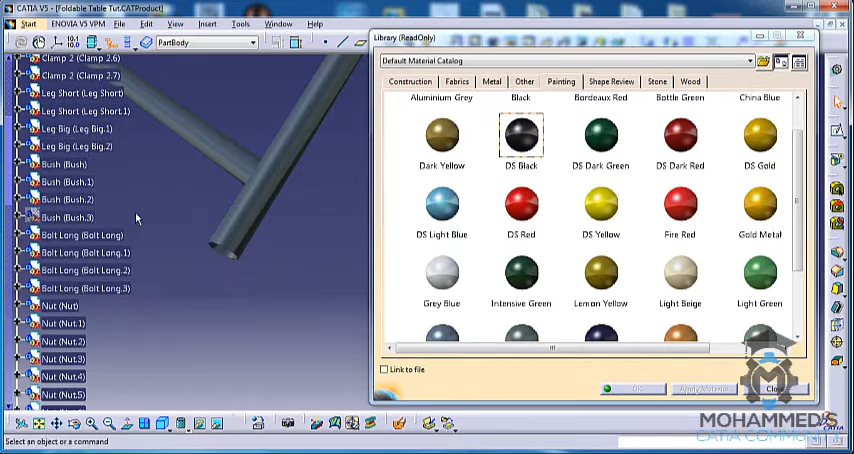 CATIA V5 - [Foldable Table Tut.CATProduct]
Start ENOVIA V5 VPM File Edit View Insert Tools Window Help
PartBody
Clamp 2 (Clamp 2.6)
Clamp 2 (Clamp 2.7)
Leg Short (Leg Short)
Leg Short (Leg Short.1)
Leg Big (Leg Big.1)
Leg Big (Leg Big.2)
Bush (Bush)
Bush (Bush.1)
Bush (Bush.2)
Bush (Bush.3)
Bolt Long (Bolt Long)
Bolt Long (Bolt Long.1)
Bolt Long (Bolt Long.2)
Bolt Long (Bolt Long.3)
Nut (Nut)
Nut (Nut.1)
Nut (Nut.2)
Nut (Nut.3)
Nut (Nut.4)
Nut (Nut.5)
Library (ReadOnly)
Default Material Catalog
Construction Fabrics Metal Other Painting Shape Review Stone Wood
Aluminium Grey Black Bordeaux Red Bottle Green China Blue
Dark Yellow DS Black DS Dark Green DS Dark Red DS Gold
DS Light Blue DS Red DS Yellow Fire Red Gold Metal
Grey Blue Intensive Green Lemon Yellow Light Beige Light Green
Link to file
OK Apply Material Close
MOHAMMED'S
CATIA COMMUNITY
Select an object or a command